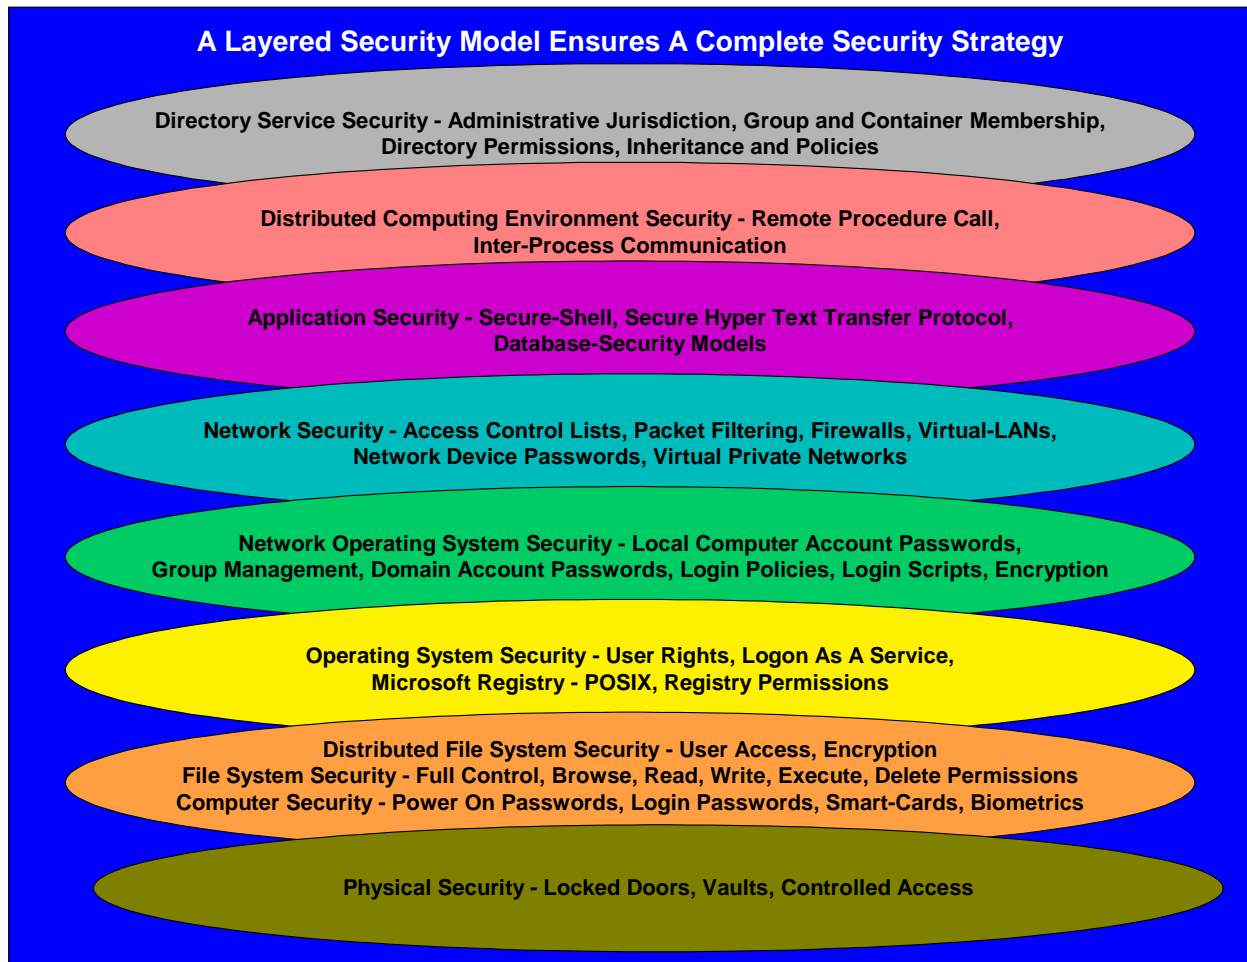 A Layered Security Model Ensures A Complete Security Strategy
Directory Service Security - Administrative Jurisdiction, Group and Container Membership,
Directory Permissions, Inheritance and Policies
Distributed Computing Environment Security - Remote Procedure Call,
Inter-Process Communication
Application Security - Secure-Shell, Secure Hyper Text Transfer Protocol,
Database-Security Models
Network Security - Access Control Lists, Packet Filtering, Firewalls, Virtual-LANs,
Network Device Passwords, Virtual Private Networks
Network Operating System Security - Local Computer Account Passwords,
Group Management, Domain Account Passwords, Login Policies, Login Scripts, Encryption
Operating System Security - User Rights, Logon As A Service,
Microsoft Registry - POSIX, Registry Permissions
Distributed File System Security - User Access, Encryption
File System Security - Full Control, Browse, Read, Write, Execute, Delete Permissions
Computer Security - Power On Passwords, Login Passwords, Smart-Cards, Biometrics
Physical Security - Locked Doors, Vaults, Controlled Access